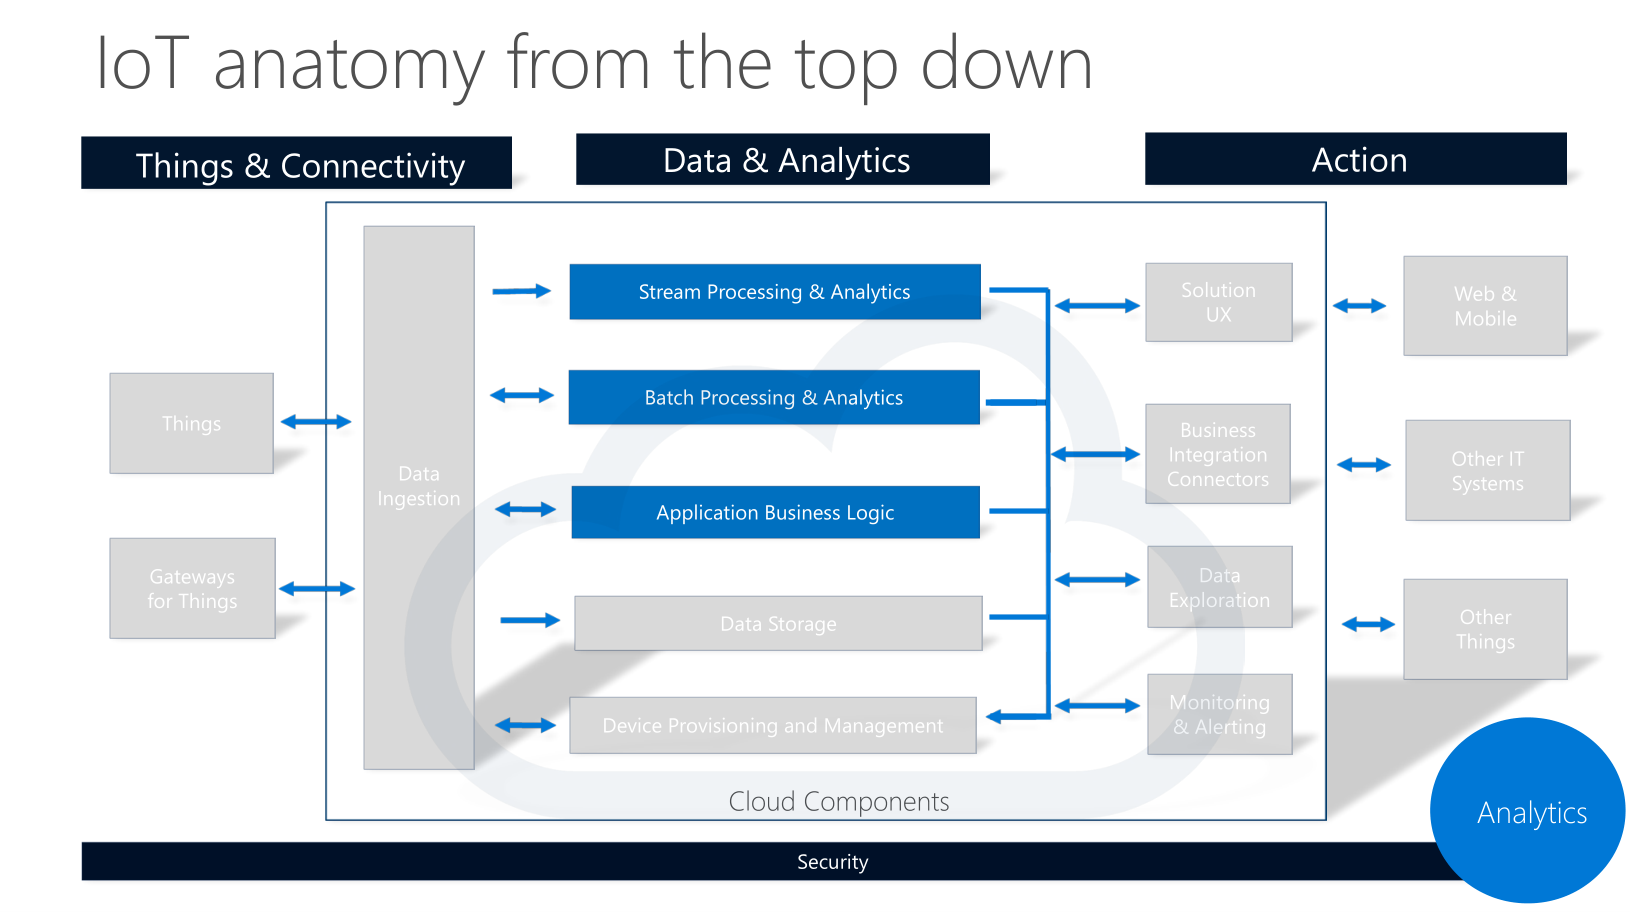 IoT anatomy from the top down
Things & Connectivity
Data & Analytics
Action
Things
Gateways
for Things
Data
Ingestion
Stream Processing & Analytics
Batch Processing & Analytics
Application Business Logic
Data Storage
Device Provisioning and Management
Solution
UX
Business
Integration
Connectors
Data
Exploration
Monitoring
& Alerting
Web &
Mobile
Other IT
Systems
Other
Things
Cloud Components
Analytics
Security